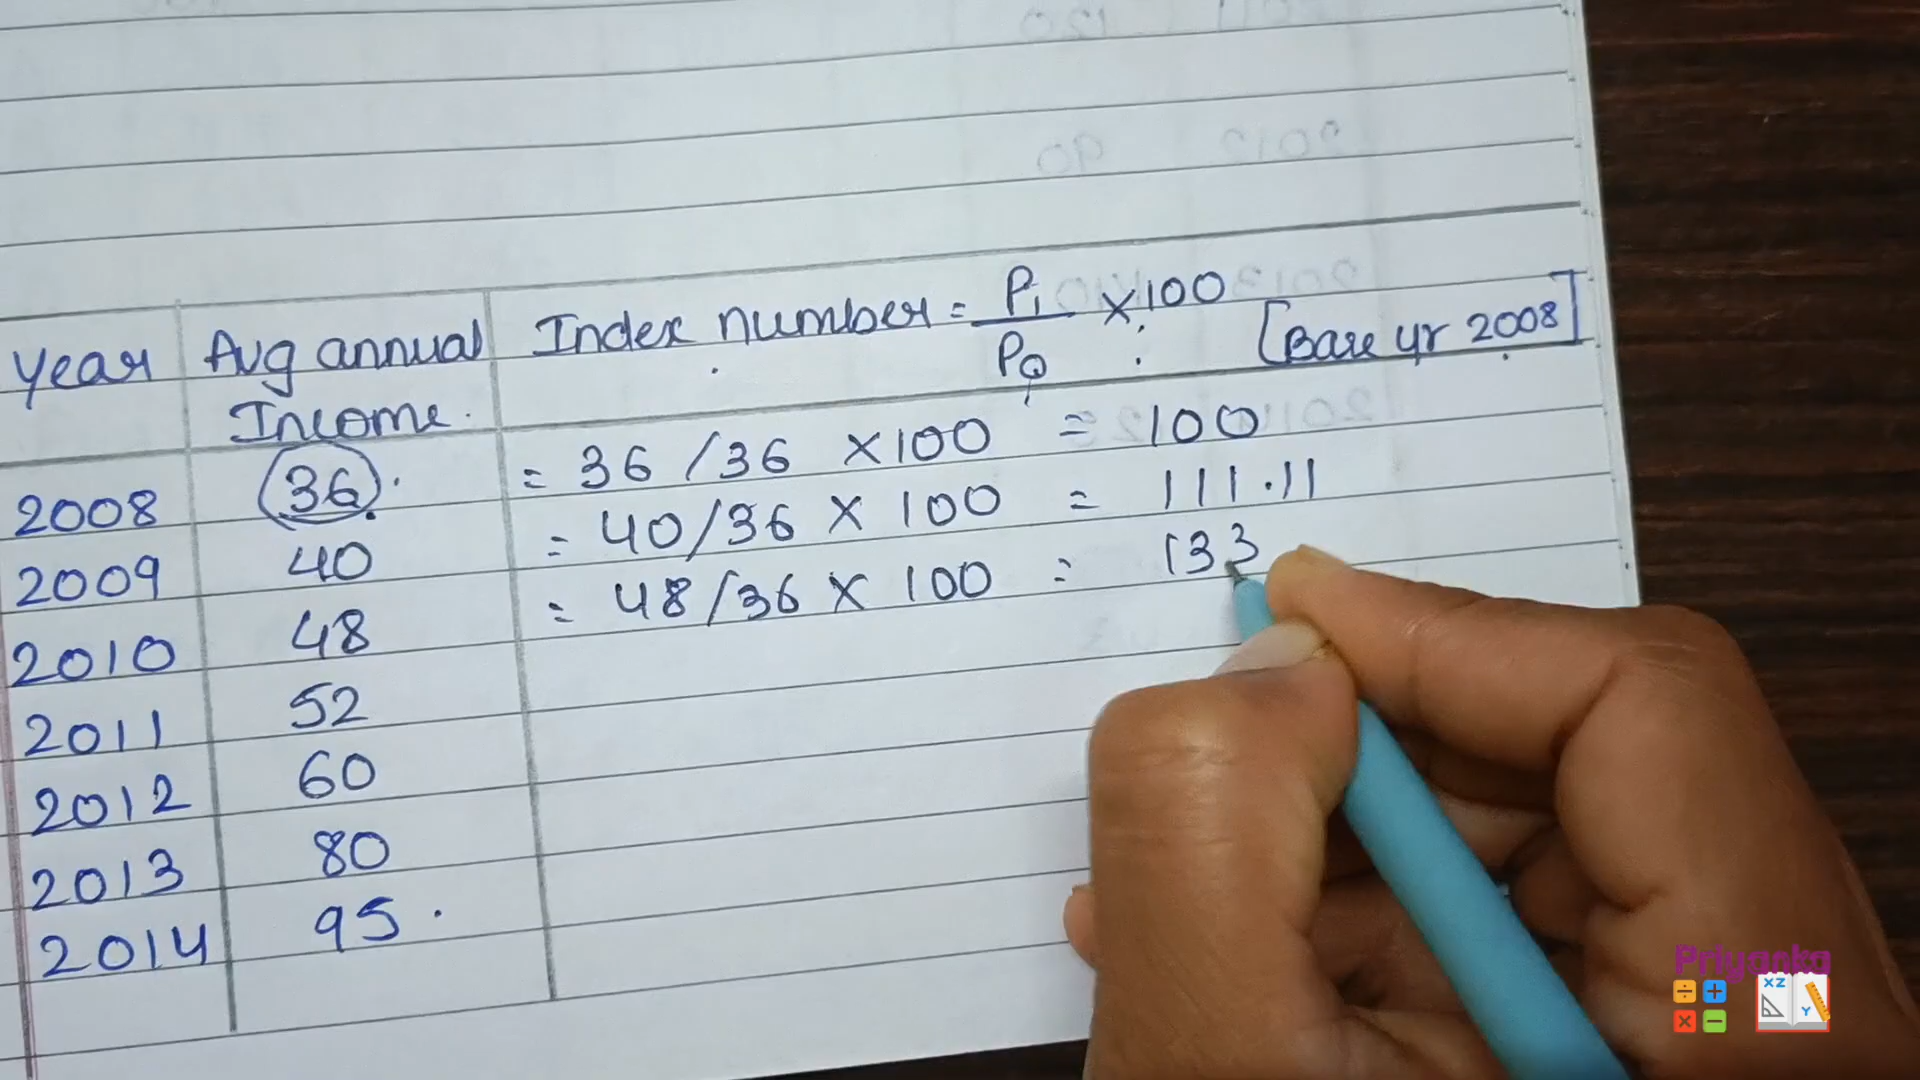 Year Avg annual Income. Index number = P1/P0 × 100 [Base yr 2008]
2008 36. = 36/36 ×100 = 100
2009 40 = 40/36 × 100 = 111.11
2010 48 = 48/36 × 100 = 133
2011 52
2012 60
2013 80
2014 95.
Priyanka